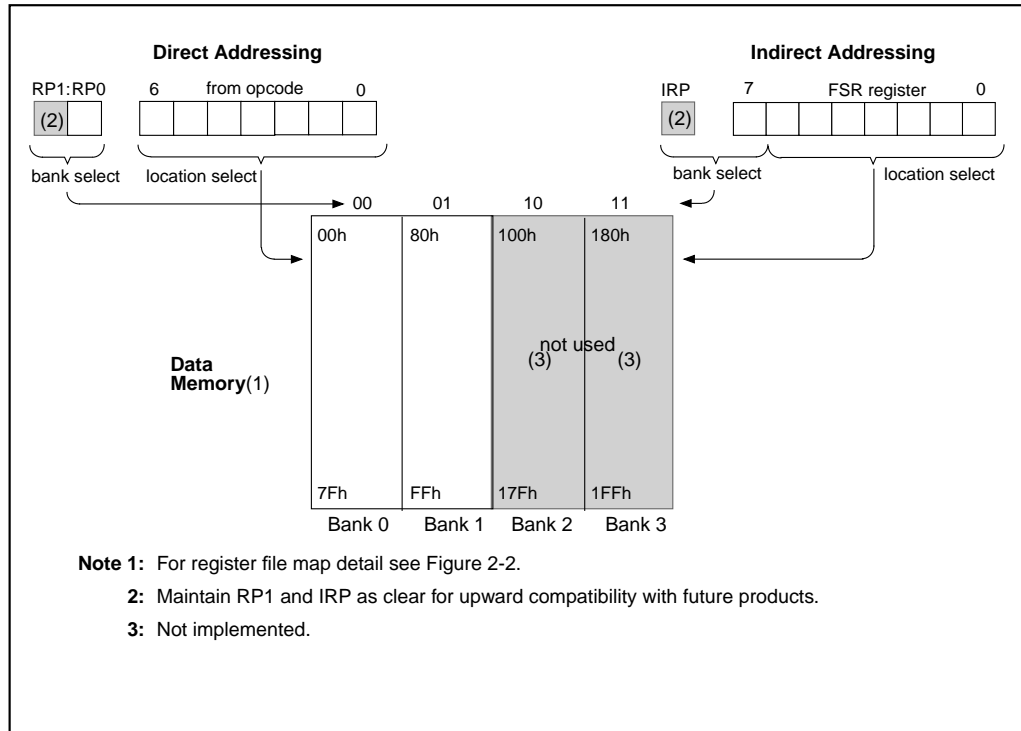 Direct Addressing
Indirect Addressing
RP1:RP0 6 from opcode 0
IRP 7 FSR register 0
(2)
(2)
bank select location select
bank select location select
00 01 10 11
00h 80h 100h 180h
not used
(3) (3)
Data
Memory(1)
7Fh FFh 17Fh 1FFh
Bank 0 Bank 1 Bank 2 Bank 3
Note 1: For register file map detail see Figure 2-2.
2: Maintain RP1 and IRP as clear for upward compatibility with future products.
3: Not implemented.